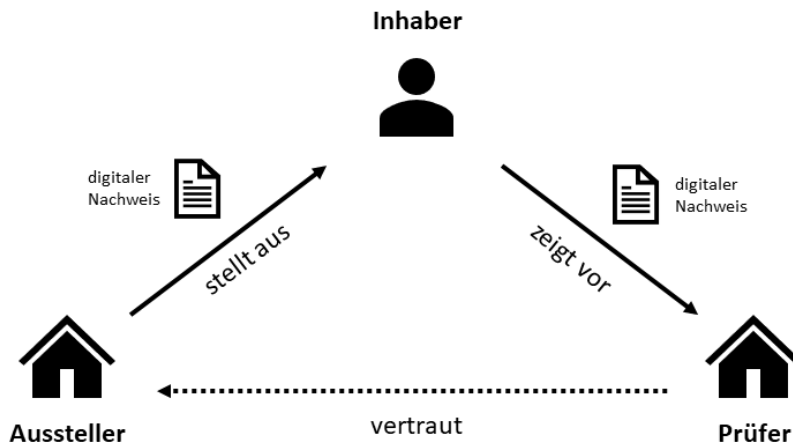 Inhaber
digitaler
Nachweis
digitaler
Nachweis
stellt aus
zeigt vor
vertraut
Aussteller
Prüfer